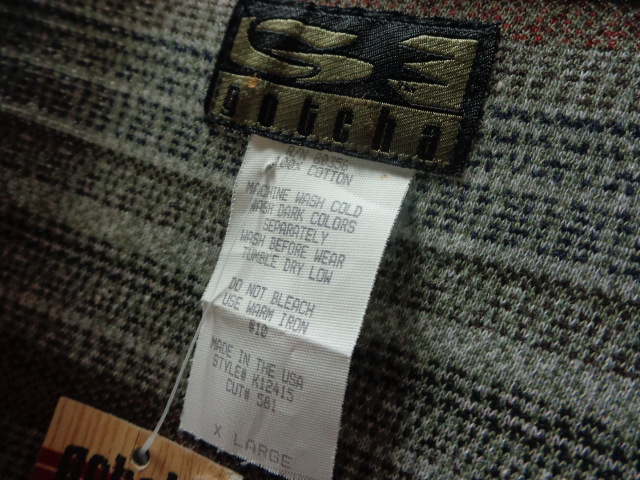 gotcha
100% COTTON
MACHINE WASH COLD
WASH DARK COLORS
SEPARATELY
WASH BEFORE WEAR
TUMBLE DRY LOW
DO NOT BLEACH
USE WARM IRON
#10
MADE IN THE USA
STYLE# K12415
CUT# 581
X LARGE